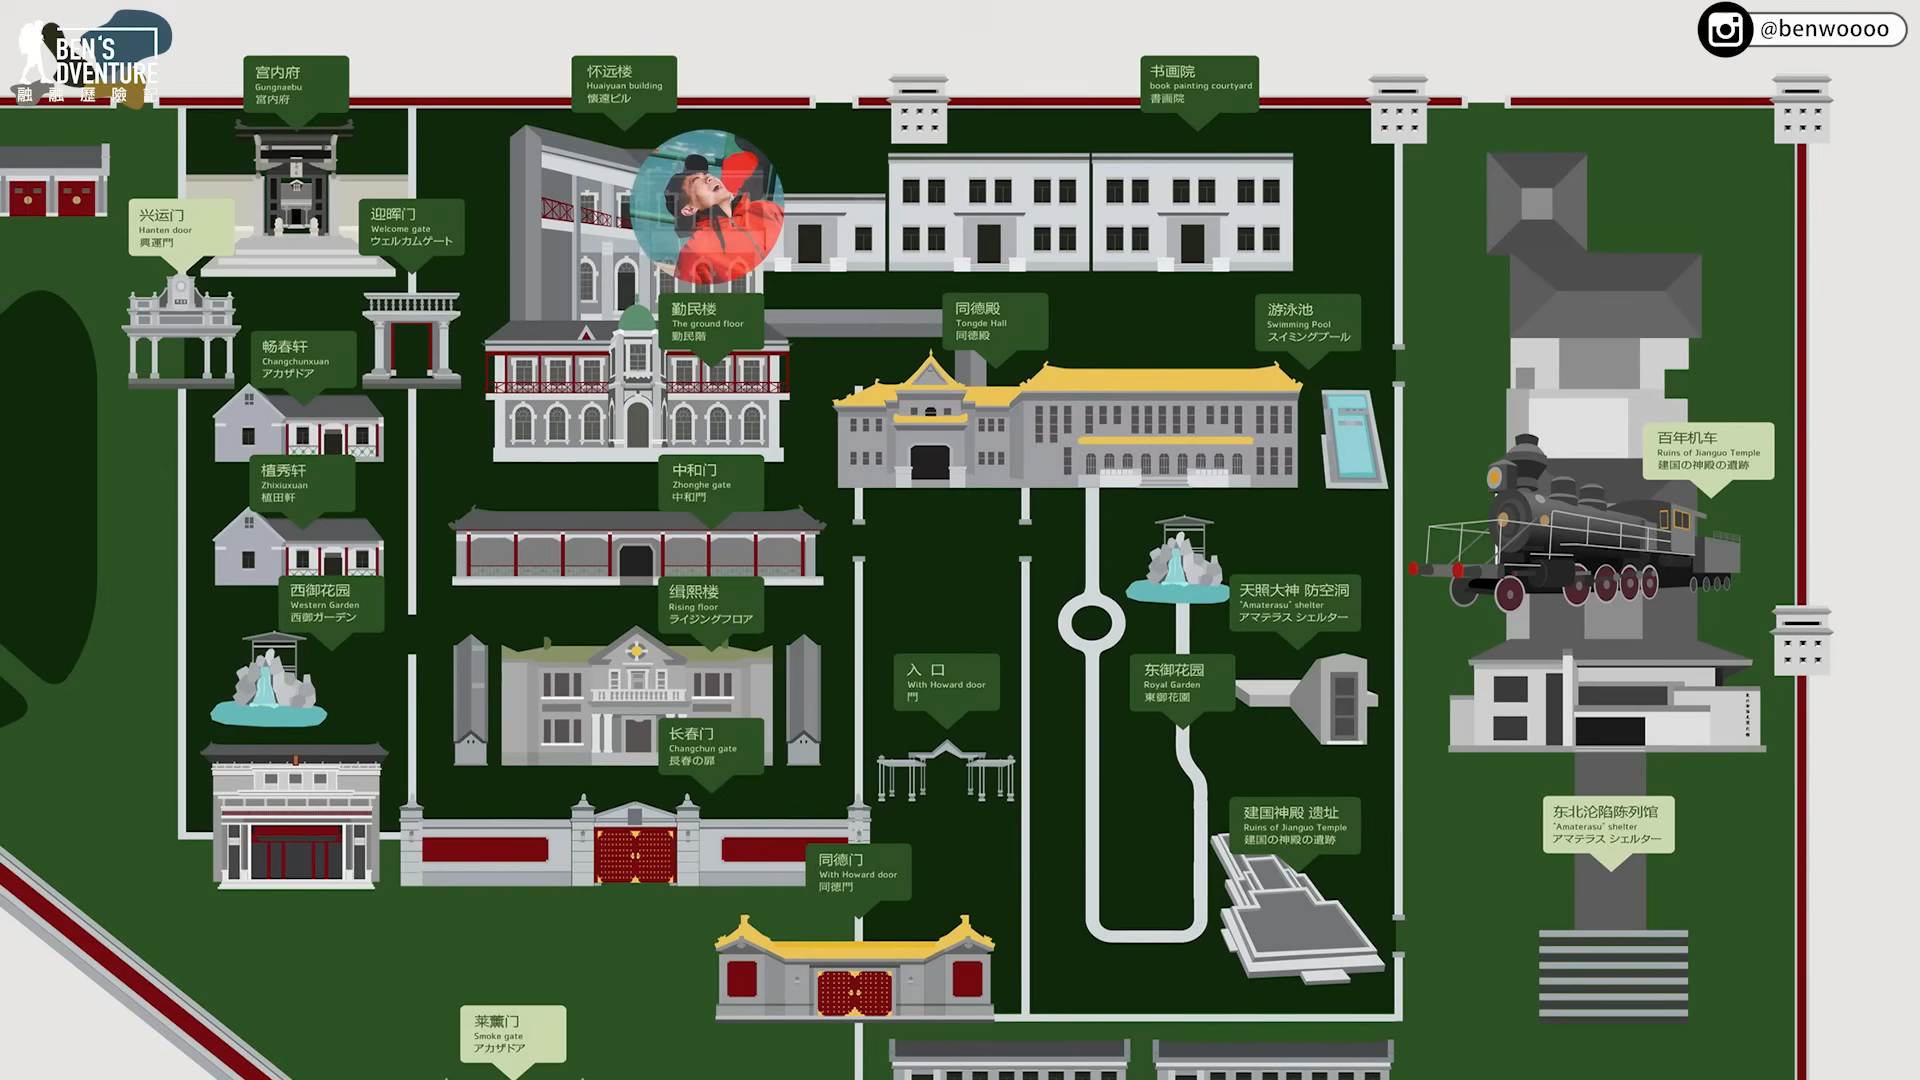 BEN'S
DVENTURE
融融歷險記
@benwoooo
宫内府
Gungnaebu
宮内府
怀远楼
Huaiyuan building
懐遠ビル
书画院
book painting courtyard
書画院
兴运门
Hanten door
興運門
迎晖门
Welcome gate
ウェルカムゲート
勤民楼
The ground floor
勤民階
同德殿
Tongde Hall
同德殿
游泳池
Swimming Pool
スイミングプール
畅春轩
Changchunxuan
アカザドア
百年机车
Ruins of Jianguo Temple
建国の神殿の遺跡
植秀轩
Zhixiuxuan
植田軒
中和门
Zhonghe gate
中和門
西御花园
Western Garden
西御ガーデン
缉熙楼
Rising floor
ライジングフロア
天照大神 防空洞
"Amaterasu" shelter
アマテラス シェルター
入 口
With Howard door
門
东御花园
Royal Garden
東御花園
长春门
Changchun gate
長春の扉
建国神殿 遗址
Ruins of Jianguo Temple
建国の神殿の遺跡
东北沦陷陈列馆
"Amaterasu" shelter
アマテラス シェルター
同德门
With Howard door
同德門
莱薰门
Smoke gate
アカザドア